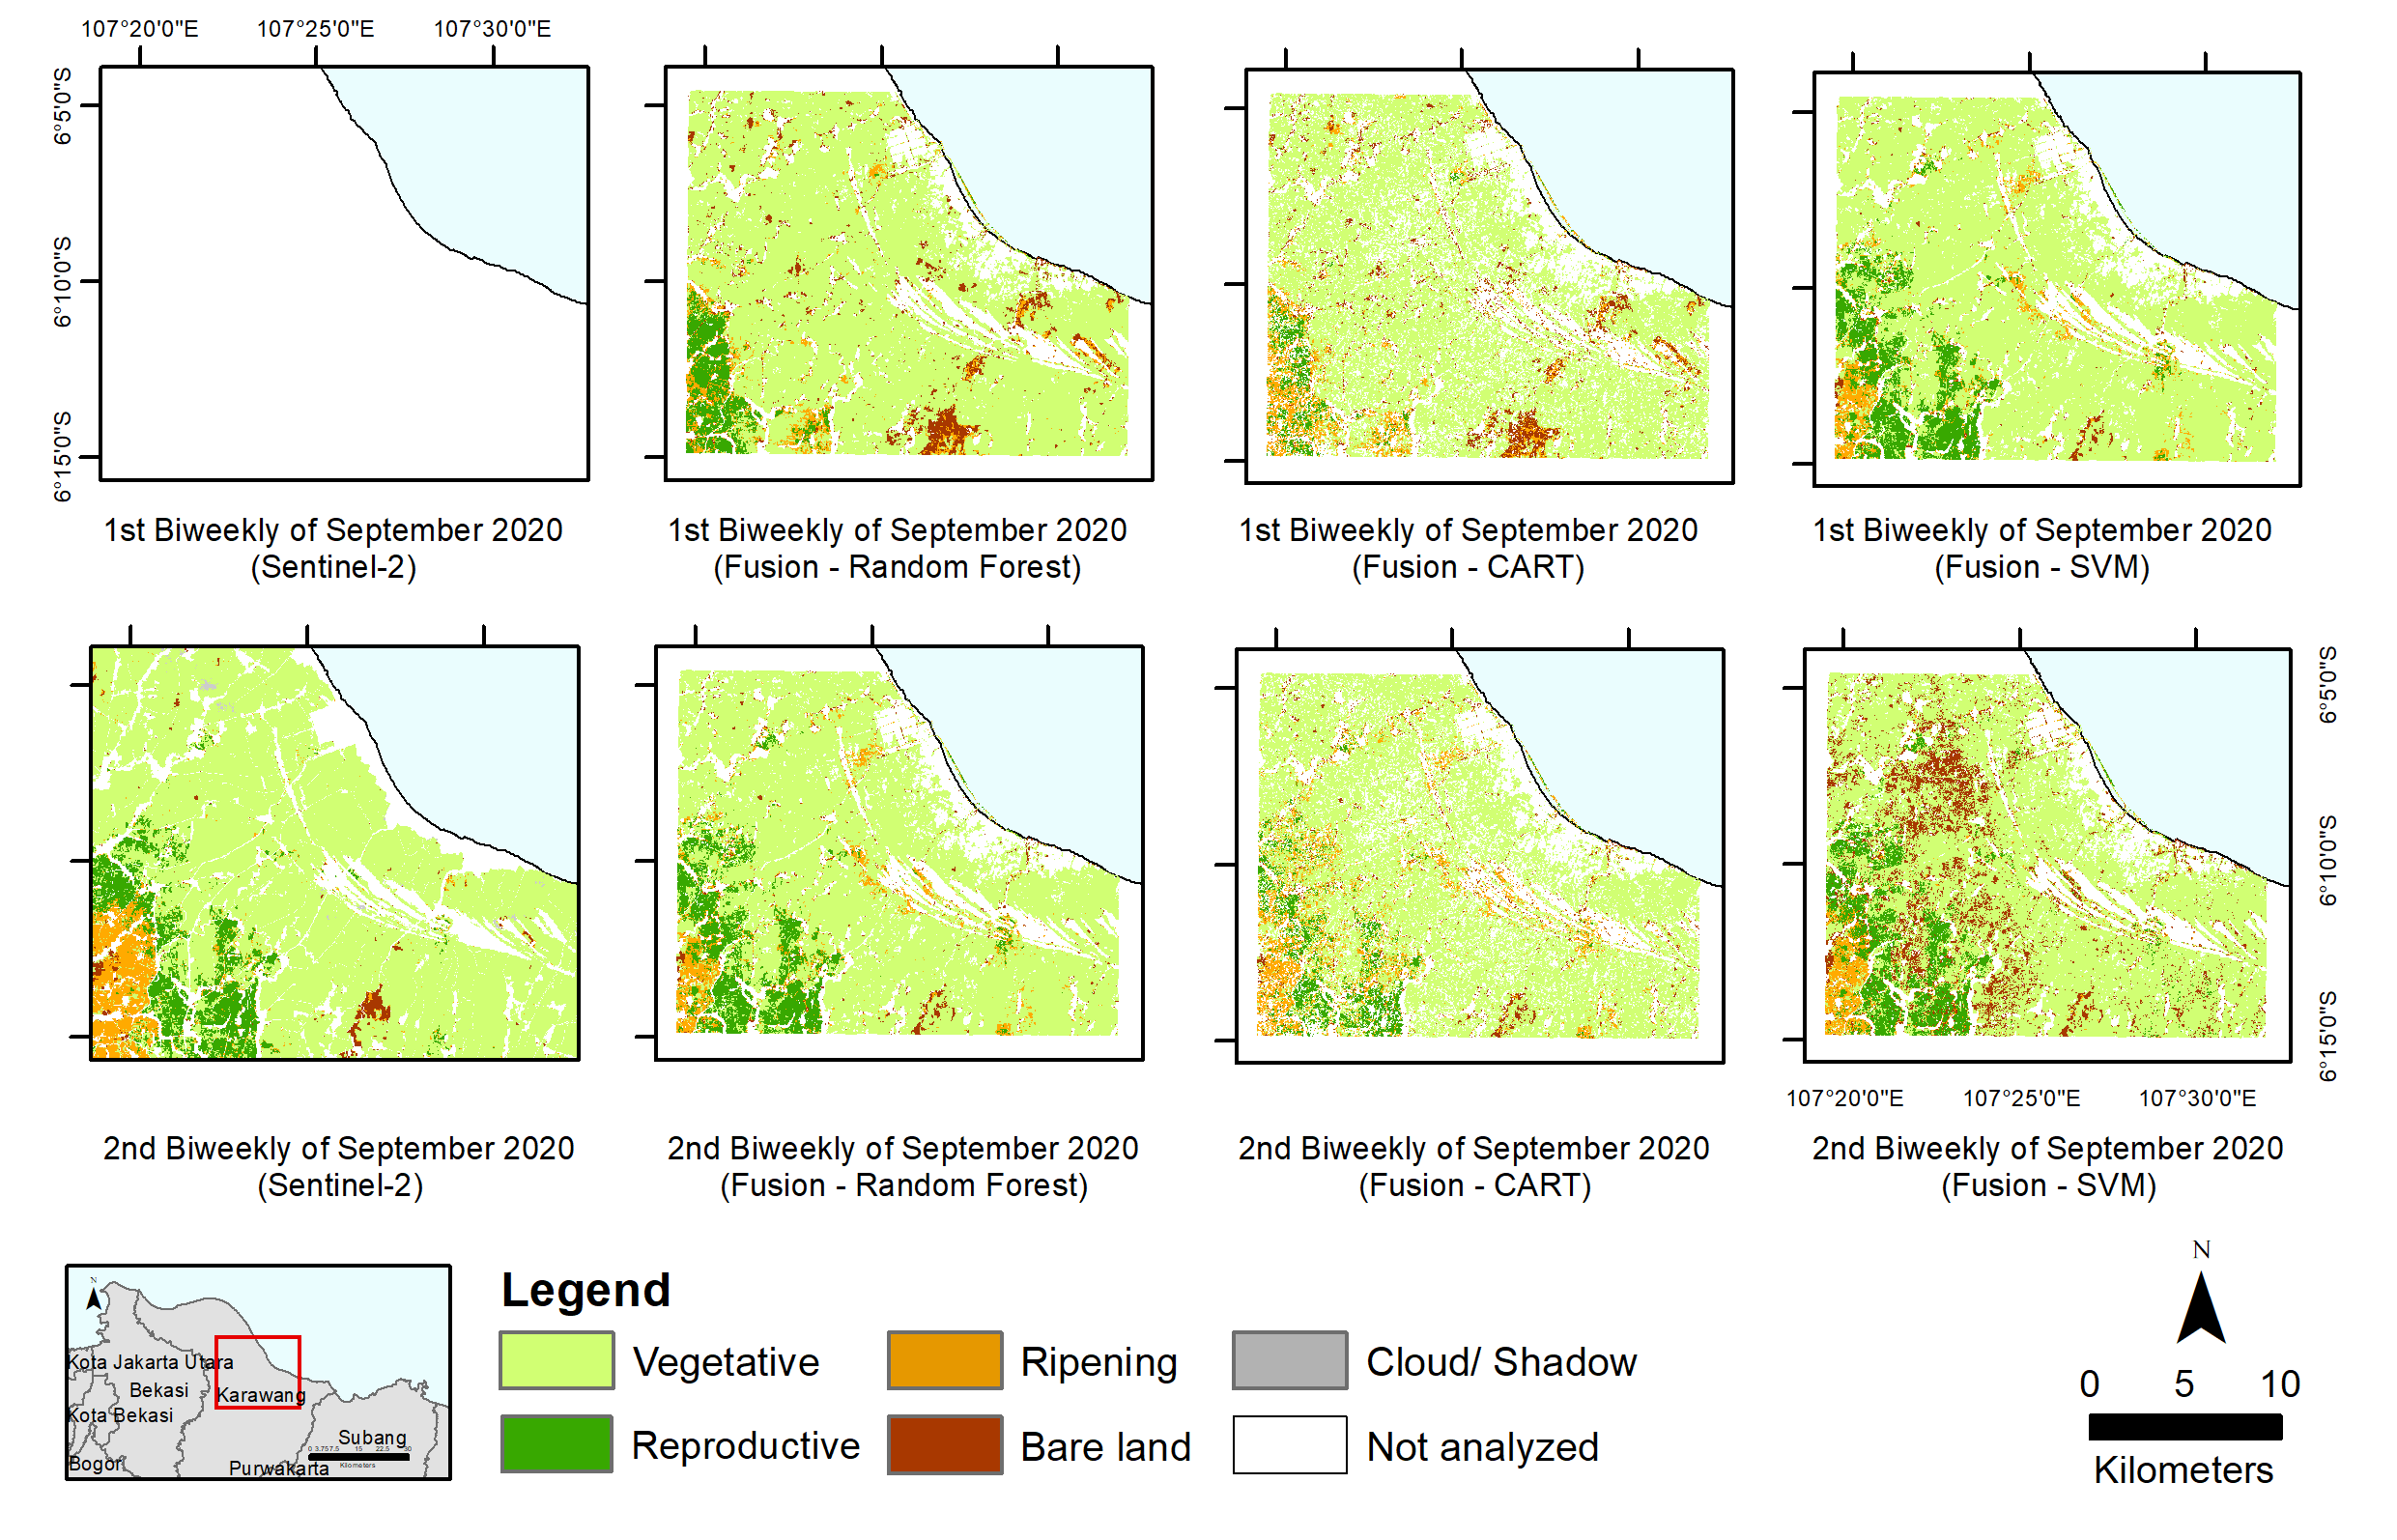 107°20'0"E 107°25'0"E 107°30'0"E
6°5'0"S
6°10'0"S
6°15'0"S
1st Biweekly of September 2020
(Sentinel-2)
1st Biweekly of September 2020
(Fusion - Random Forest)
1st Biweekly of September 2020
(Fusion - CART)
1st Biweekly of September 2020
(Fusion - SVM)
6°5'0"S
6°10'0"S
6°15'0"S
107°20'0"E 107°25'0"E 107°30'0"E
2nd Biweekly of September 2020
(Sentinel-2)
2nd Biweekly of September 2020
(Fusion - Random Forest)
2nd Biweekly of September 2020
(Fusion - CART)
2nd Biweekly of September 2020
(Fusion - SVM)
N
Kota Jakarta Utara
Bekasi
Karawang
Kota Bekasi
Subang
0 3.757.5 15 22.5 30
Kilometers
Bogor
Purwakarta
Legend
Vegetative
Ripening
Cloud/ Shadow
Reproductive
Bare land
Not analyzed
N
0 5 10
Kilometers